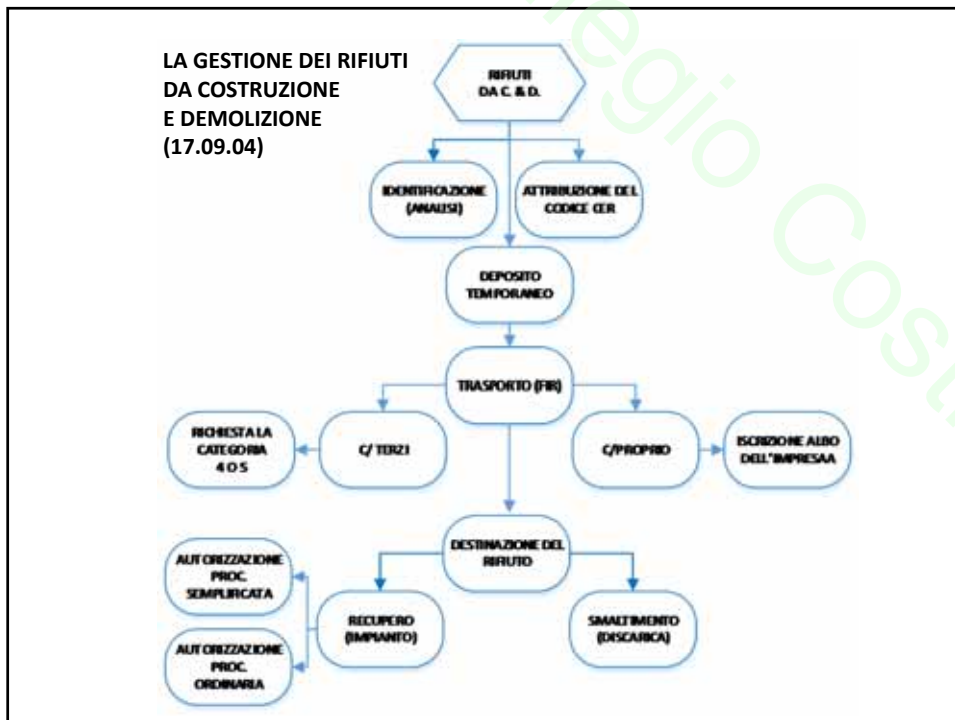 LA GESTIONE DEI RIFIUTI
DA COSTRUZIONE
E DEMOLIZIONE
(17.09.04)
RIFIUTI
DA C. & D.
IDENTIFICAZIONE
(ANALISI)
ATTRIBUZIONE DEL
CODICE CER
DEPOSITO
TEMPORANEO
TRASPORTO (FIR)
RICHIESTA LA
CATEGORIA
4 O 5
C/ TERZI
C/PROPRIO
ISCRIZIONE ALBO
DELL'IMPRESAA
DESTINAZIONE DEL
RIFIUTO
AUTORIZZAZIONE
PROC.
SEMPLIRCATA
RECUPERO
(IMPIANTO)
SMALTIMENTO
(DISCARICA)
AUTORIZZAZIONE
PROC.
ORDINARIA